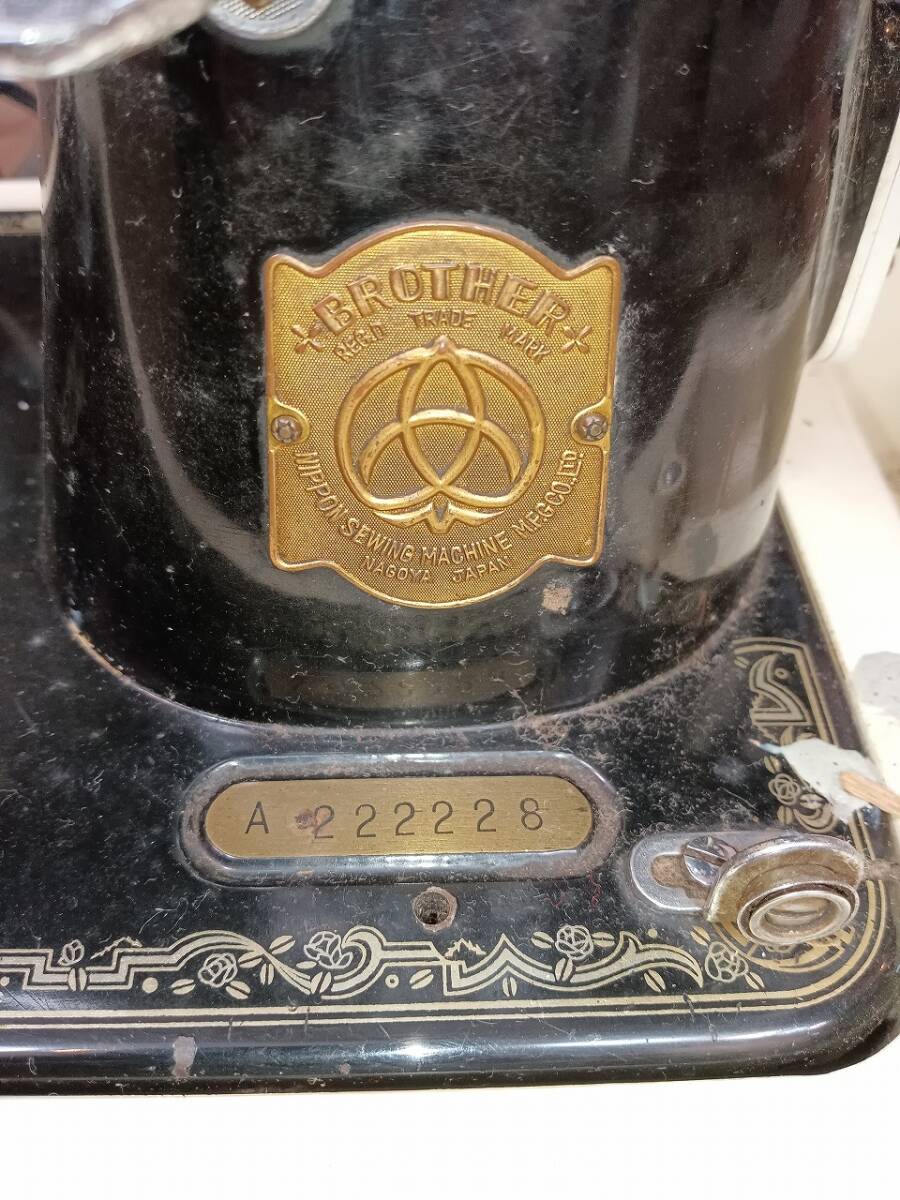 BROTHER
REG.D TRADE MARK
NIPPON SEWING MACHINE MFG.CO.,LTD.
NAGOYA JAPAN
A 222228